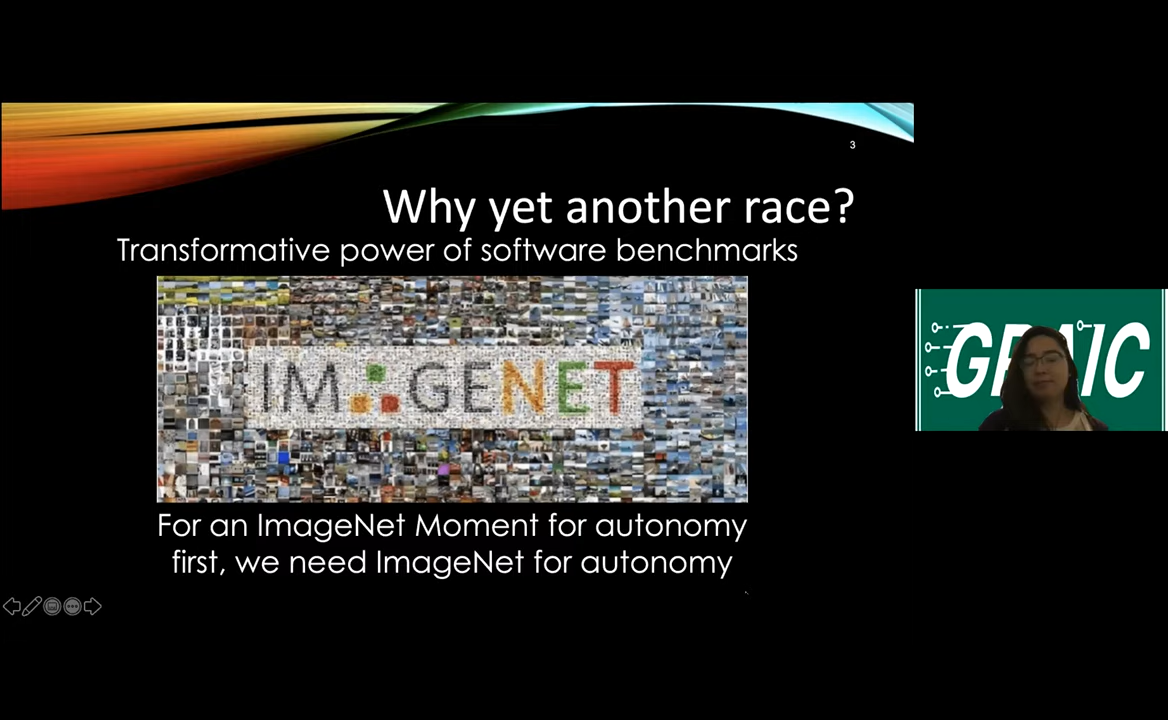 3
Why yet another race?
Transformative power of software benchmarks
IM GENET
For an ImageNet Moment for autonomy
first, we need ImageNet for autonomy